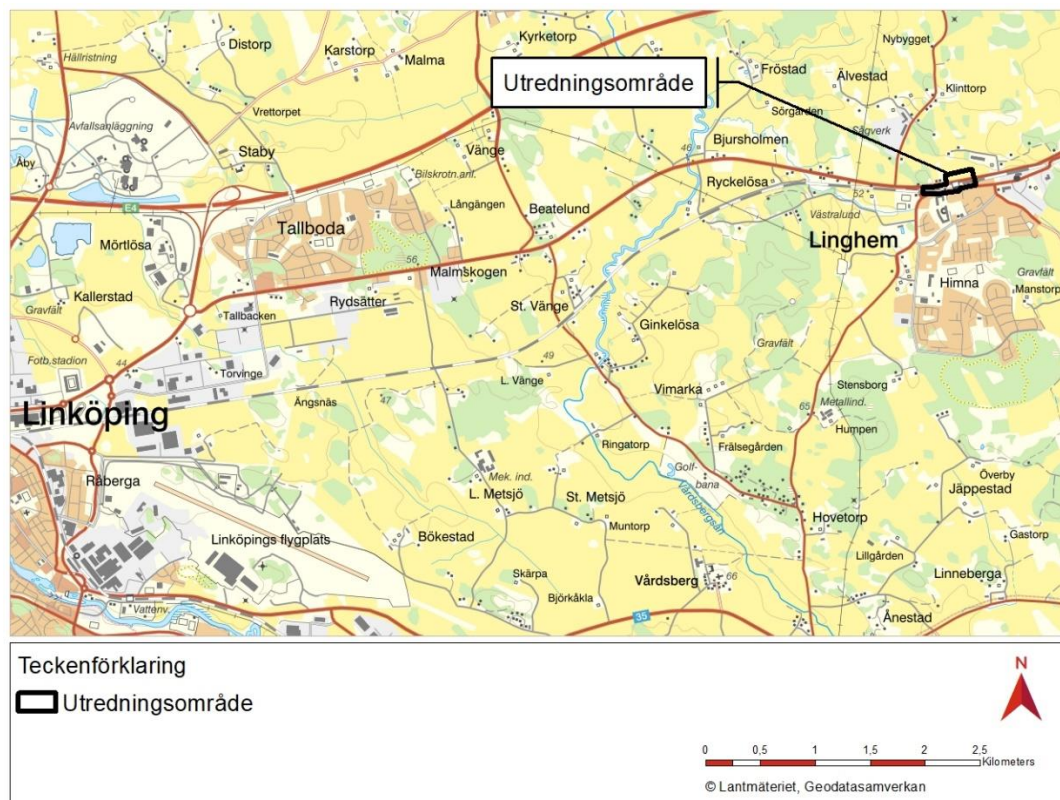 Distorp
Karstorp
Malma
Kyrketorp
Nybygget
Hällristning
Utredningsområde
Fröstad
Älvestad
Klinttorp
Sörgården
Vrettorpet
Avfallsanläggning
Sågverk
Bjursholmen
46
Åby
Staby
Vänge
Bilskrotn.anl.
Ryckelösa
52
E4
Långängen
Tallboda
Beatelund
Västralund
Linghem
Mörtlösa
56
Malmskogen
Kallerstad
Rydsätter
Himna
Gravfält
Manstorp
Gravfält
Tallbacken
St. Vänge
Ginkelösa
Fotb.stadion
44
49
Gravfält
Torvinge
L. Vänge
Vimarka
Stensborg
Ängsnäs
47
65
Metallind.
Linköping
Humpen
Ringatorp
Frälsegården
Råberga
Mek. ind.
Golf-
bana
Överby
L. Metsjö
St. Metsjö
Jäppestad
Vårdsbergsån
Muntorp
Hovetorp
Linköpings flygplats
Bökestad
Gastorp
Lillgården
Skärpa
Vårdsberg
66
Linneberga
Björkåkla
Vattenv.
35
Ånestad
Teckenförklaring
Utredningsområde
N
0 0,5 1 1,5 2 2,5
Kilometers
© Lantmäteriet, Geodatasamverkan